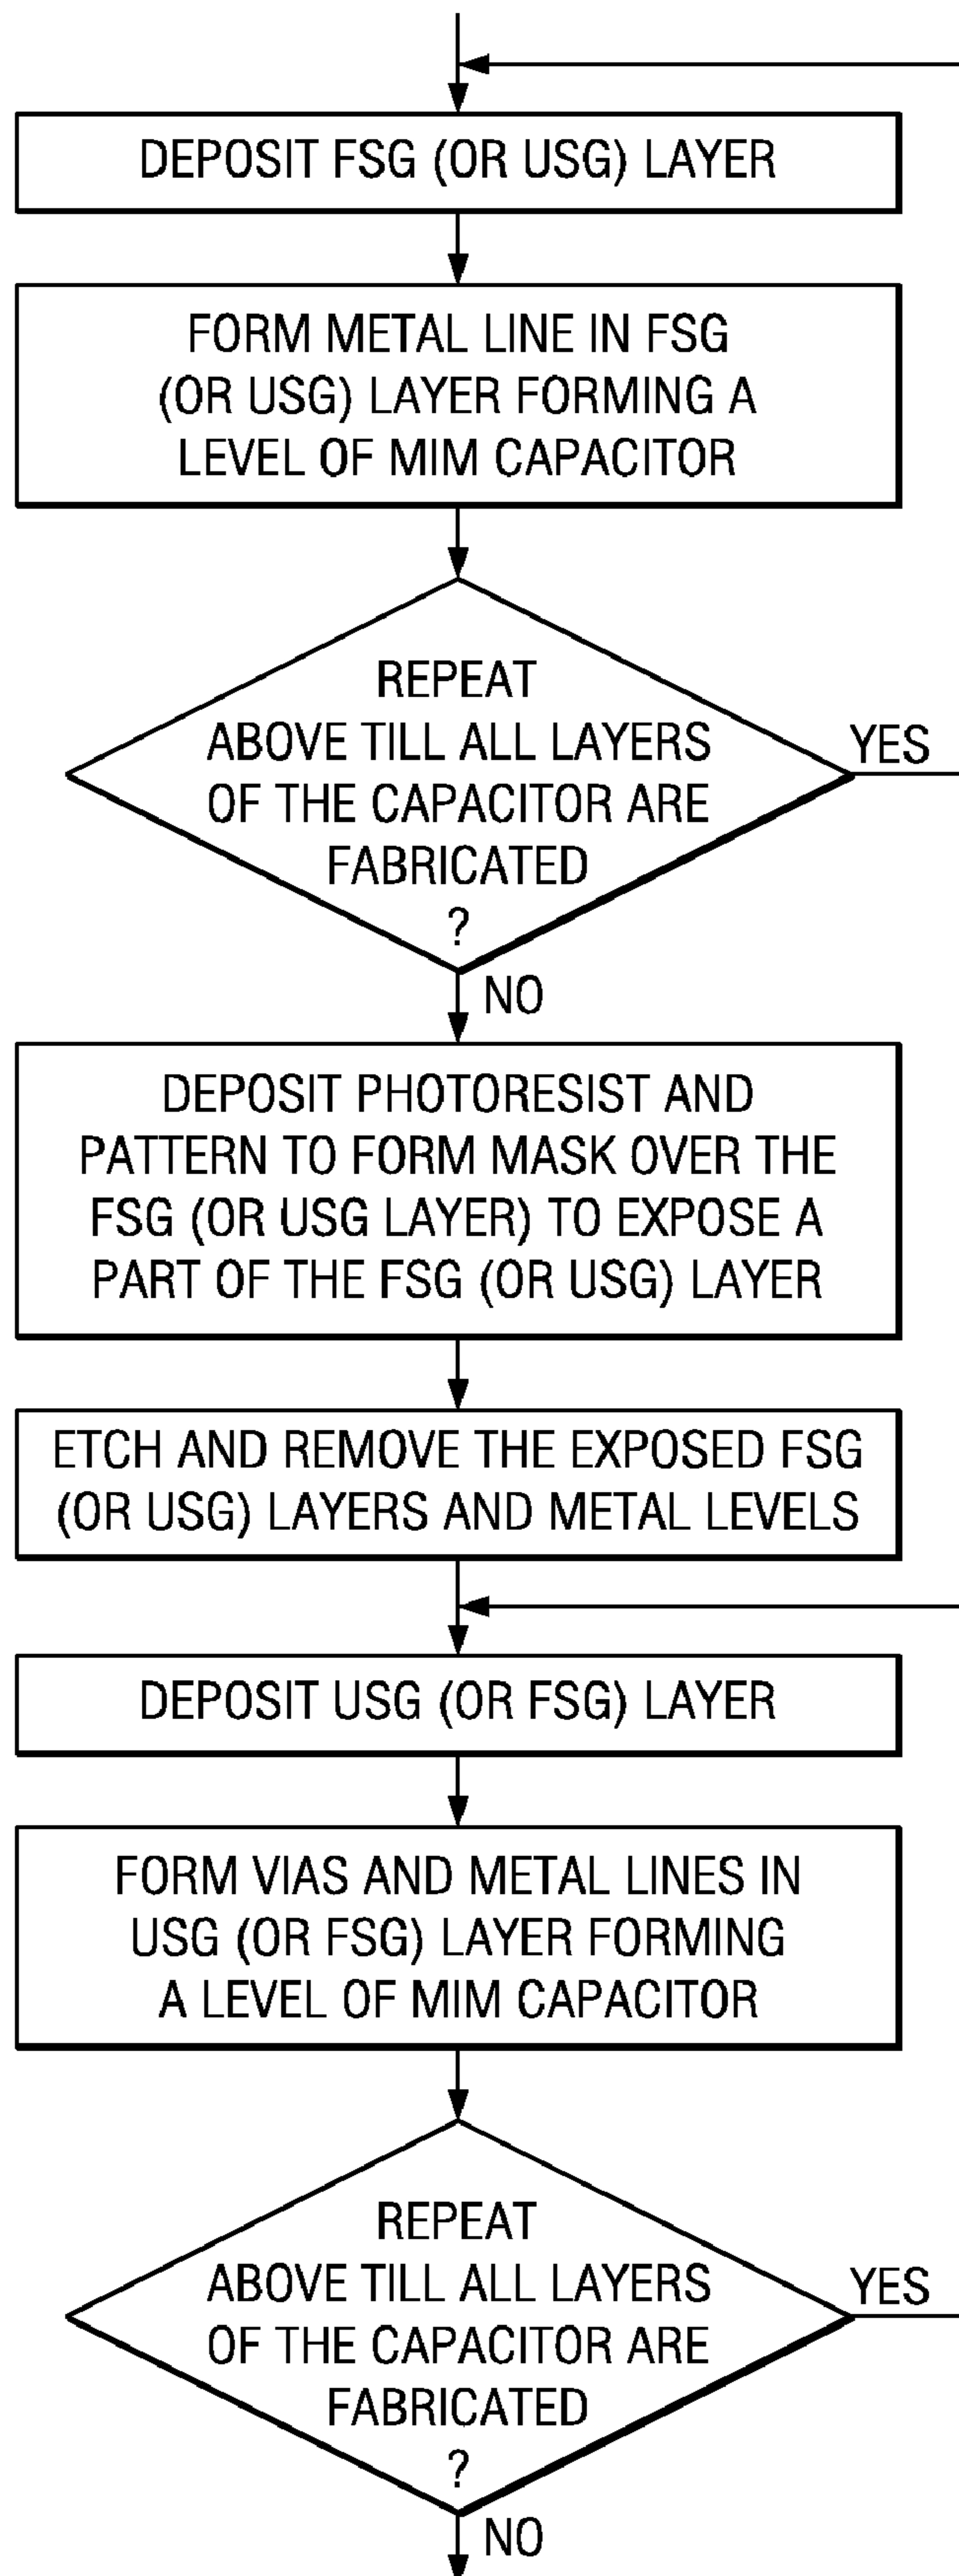 DEPOSIT FSG (OR USG) LAYER
FORM METAL LINE IN FSG
(OR USG) LAYER FORMING A
LEVEL OF MIM CAPACITOR
REPEAT
ABOVE TILL ALL LAYERS
OF THE CAPACITOR ARE
FABRICATED
?
YES
NO
DEPOSIT PHOTORESIST AND
PATTERN TO FORM MASK OVER THE
FSG (OR USG LAYER) TO EXPOSE A
PART OF THE FSG (OR USG) LAYER
ETCH AND REMOVE THE EXPOSED FSG
(OR USG) LAYERS AND METAL LEVELS
DEPOSIT USG (OR FSG) LAYER
FORM VIAS AND METAL LINES IN
USG (OR FSG) LAYER FORMING
A LEVEL OF MIM CAPACITOR
REPEAT
ABOVE TILL ALL LAYERS
OF THE CAPACITOR ARE
FABRICATED
?
YES
NO